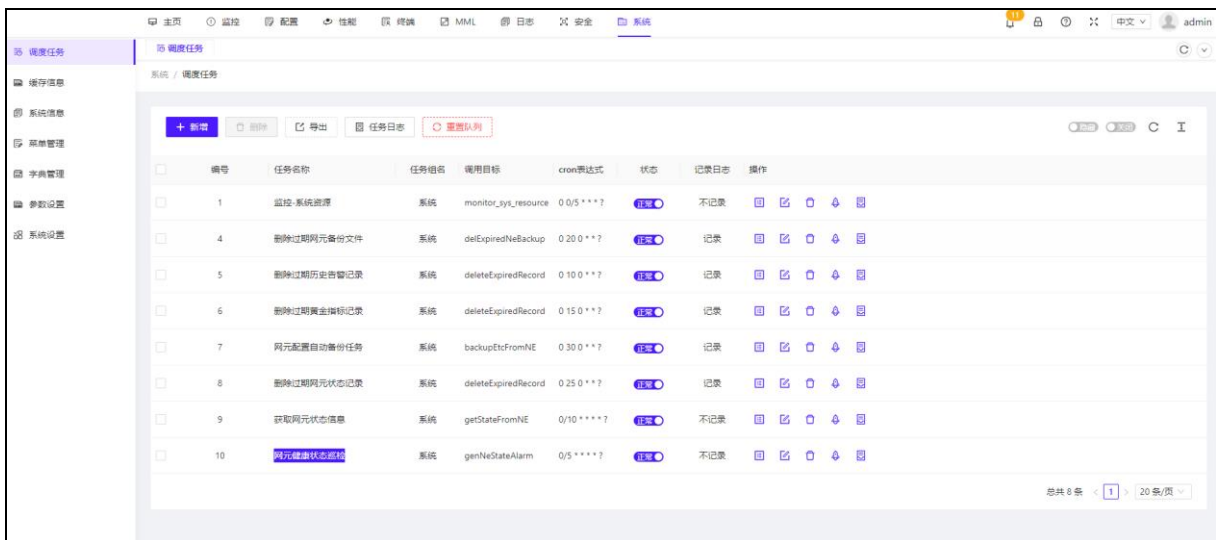 主页 监控 配置 性能 终端 MML 日志 安全 系统 11 中文 admin
调度任务
缓存信息
系统信息
菜单管理
字典管理
参数设置
系统设置
调度任务
系统 / 调度任务
+ 新增 删除 导出 任务日志 重置队列
编号 任务名称 任务组名 调用目标 cron表达式 状态 记录日志 操作
1 监控-系统资源 系统 monitor_sys_resource 0 0/5 * * * ? 正常 不记录
4 删除过期网元备份文件 系统 delExpiredNeBackup 0 20 0 * * ? 正常 记录
5 删除过期历史告警记录 系统 deleteExpiredRecord 0 10 0 * * ? 正常 记录
6 删除过期黄金指标记录 系统 deleteExpiredRecord 0 15 0 * * ? 正常 记录
7 网元配置自动备份任务 系统 backupEtcFromNE 0 30 0 * * ? 正常 记录
8 删除过期网元状态记录 系统 deleteExpiredRecord 0 25 0 * * ? 正常 记录
9 获取网元状态信息 系统 getStateFromNE 0/10 * * * * ? 正常 不记录
10 网元健康状态巡检 系统 genNeStateAlarm 0/5 * * * * ? 正常 不记录
总共 8 条 < 1 > 20 条/页